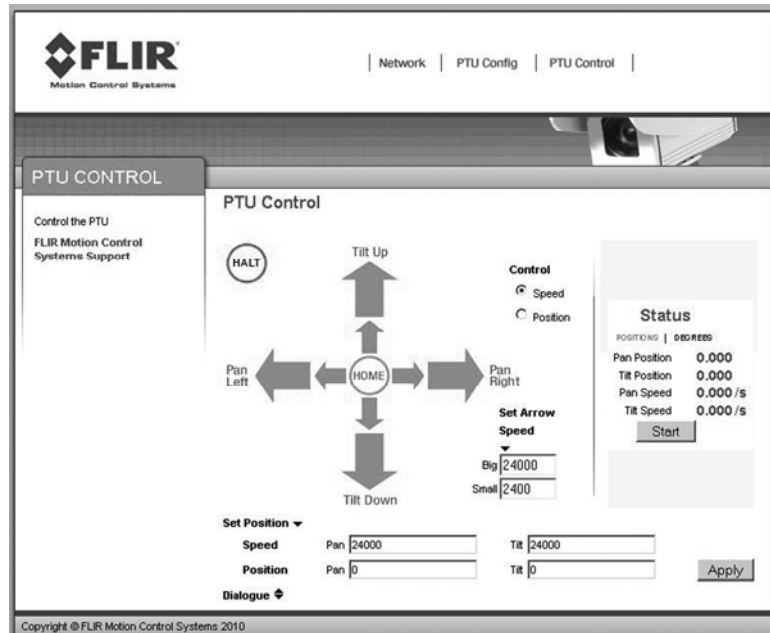 FLIR
Motion Control Systems
Network | PTU Config | PTU Control
PTU CONTROL
Control the PTU
FLIR Motion Control
Systems Support
PTU Control
HALT
Tilt Up
Pan
Left
HOME
Pan
Right
Tilt Down
Control
Speed
Position
Set Arrow
Speed
Big 24000
Small 2400
Status
POSITIONS | DEGREES
Pan Position 0.000
Tilt Position 0.000
Pan Speed 0.000 /s
Tilt Speed 0.000 /s
Start
Set Position
Speed Pan 24000 Tilt 24000
Position Pan 0 Tilt 0
Apply
Dialogue
Copyright © FLIR Motion Control Systems 2010